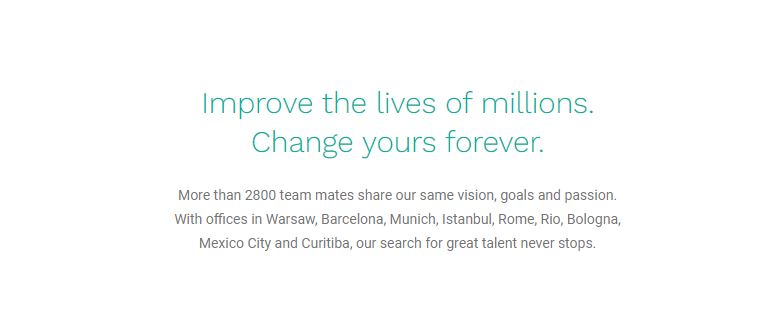 Improve the lives of millions.
Change yours forever.
More than 2800 team mates share our same vision, goals and passion.
With offices in Warsaw, Barcelona, Munich, Istanbul, Rome, Rio, Bologna,
Mexico City and Curitiba, our search for great talent never stops.